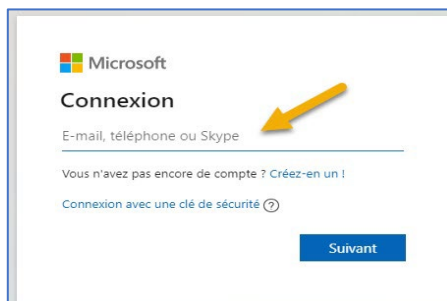 Microsoft
Connexion
E-mail, téléphone ou Skype
Vous n'avez pas encore de compte ? Créez-en un !
Connexion avec une clé de sécurité ?
Suivant